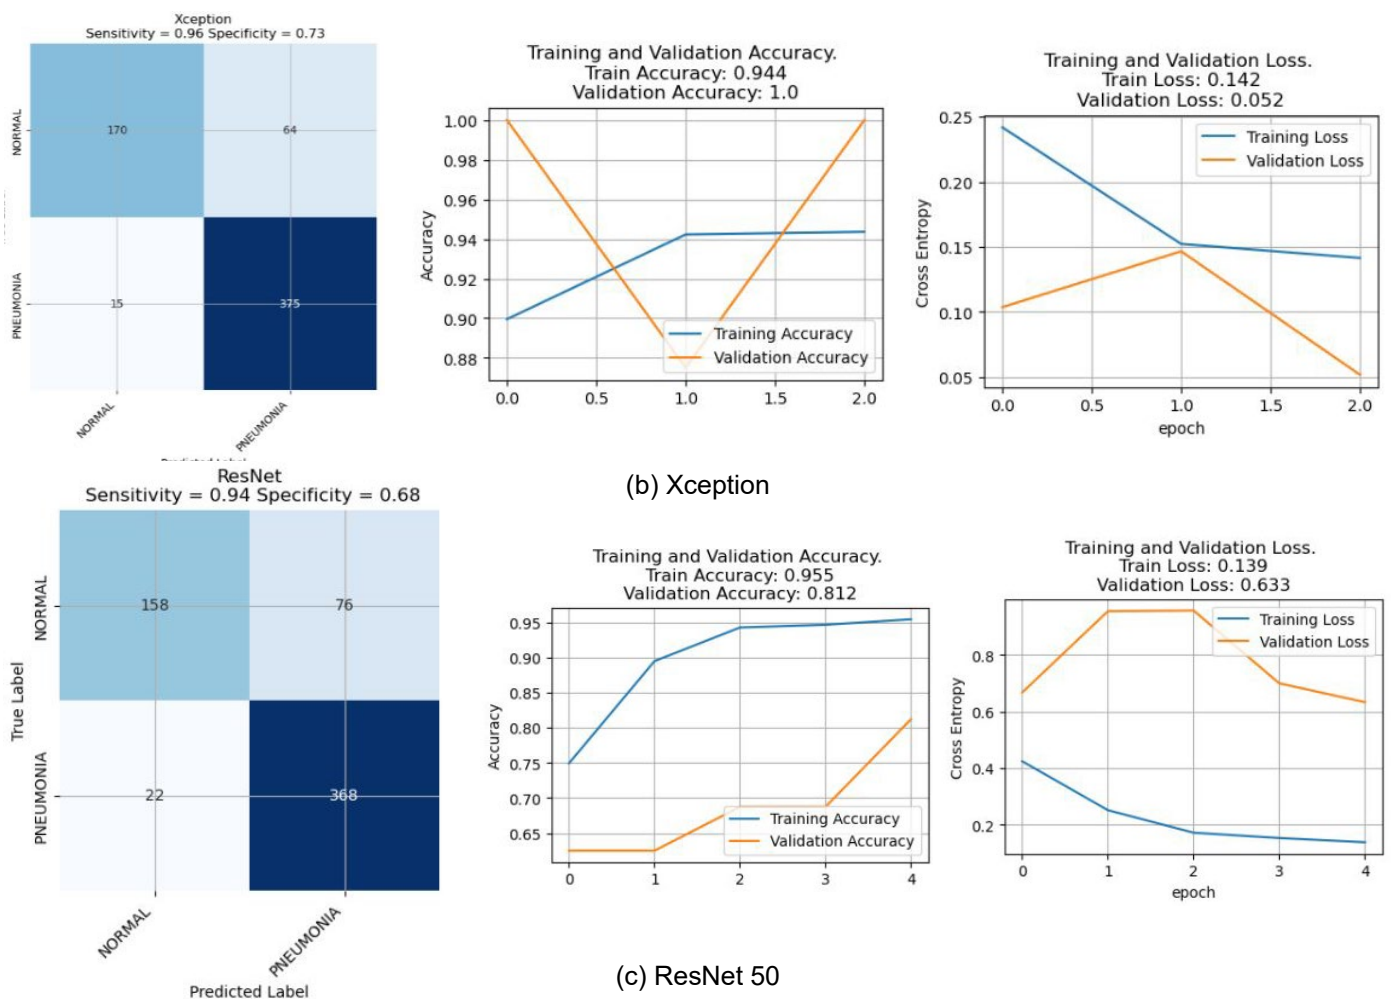 Xception
Sensitivity = 0.96 Specificity = 0.73
NORMAL
PNEUMONIA
170
64
15
375
NORMAL
PNEUMONIA
Predicted Label
Training and Validation Accuracy.
Train Accuracy: 0.944
Validation Accuracy: 1.0
Accuracy
1.00
0.98
0.96
0.94
0.92
0.90
0.88
0.0
0.5
1.0
1.5
2.0
Training Accuracy
Validation Accuracy
Training and Validation Loss.
Train Loss: 0.142
Validation Loss: 0.052
Cross Entropy
0.25
0.20
0.15
0.10
0.05
0.0
0.5
1.0
1.5
2.0
epoch
Training Loss
Validation Loss
(b) Xception
ResNet
Sensitivity = 0.94 Specificity = 0.68
True Label
NORMAL
PNEUMONIA
158
76
22
368
NORMAL
PNEUMONIA
Predicted Label
Training and Validation Accuracy.
Train Accuracy: 0.955
Validation Accuracy: 0.812
Accuracy
0.95
0.90
0.85
0.80
0.75
0.70
0.65
0
1
2
3
4
Training Accuracy
Validation Accuracy
Training and Validation Loss.
Train Loss: 0.139
Validation Loss: 0.633
Cross Entropy
0.8
0.6
0.4
0.2
0
1
2
3
4
epoch
Training Loss
Validation Loss
(c) ResNet 50